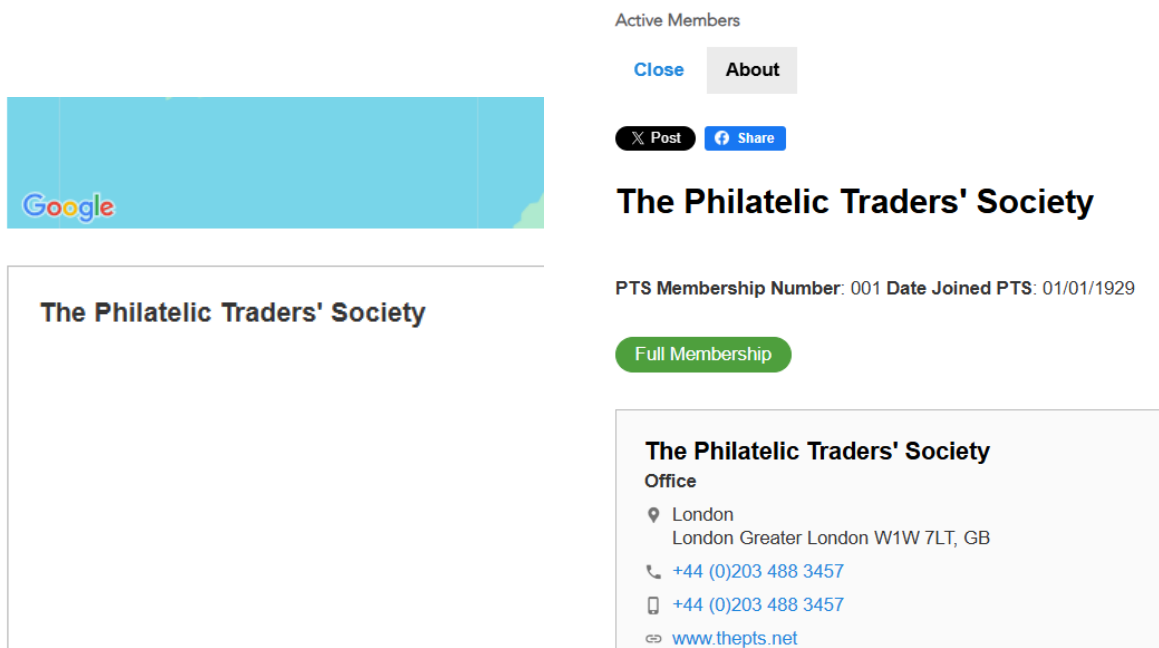 Google
The Philatelic Traders' Society
Active Members
Close About
X Post Share
The Philatelic Traders' Society
PTS Membership Number: 001 Date Joined PTS: 01/01/1929
Full Membership
The Philatelic Traders' Society
Office
London
London Greater London W1W 7LT, GB
+44 (0)203 488 3457
+44 (0)203 488 3457
www.thepts.net